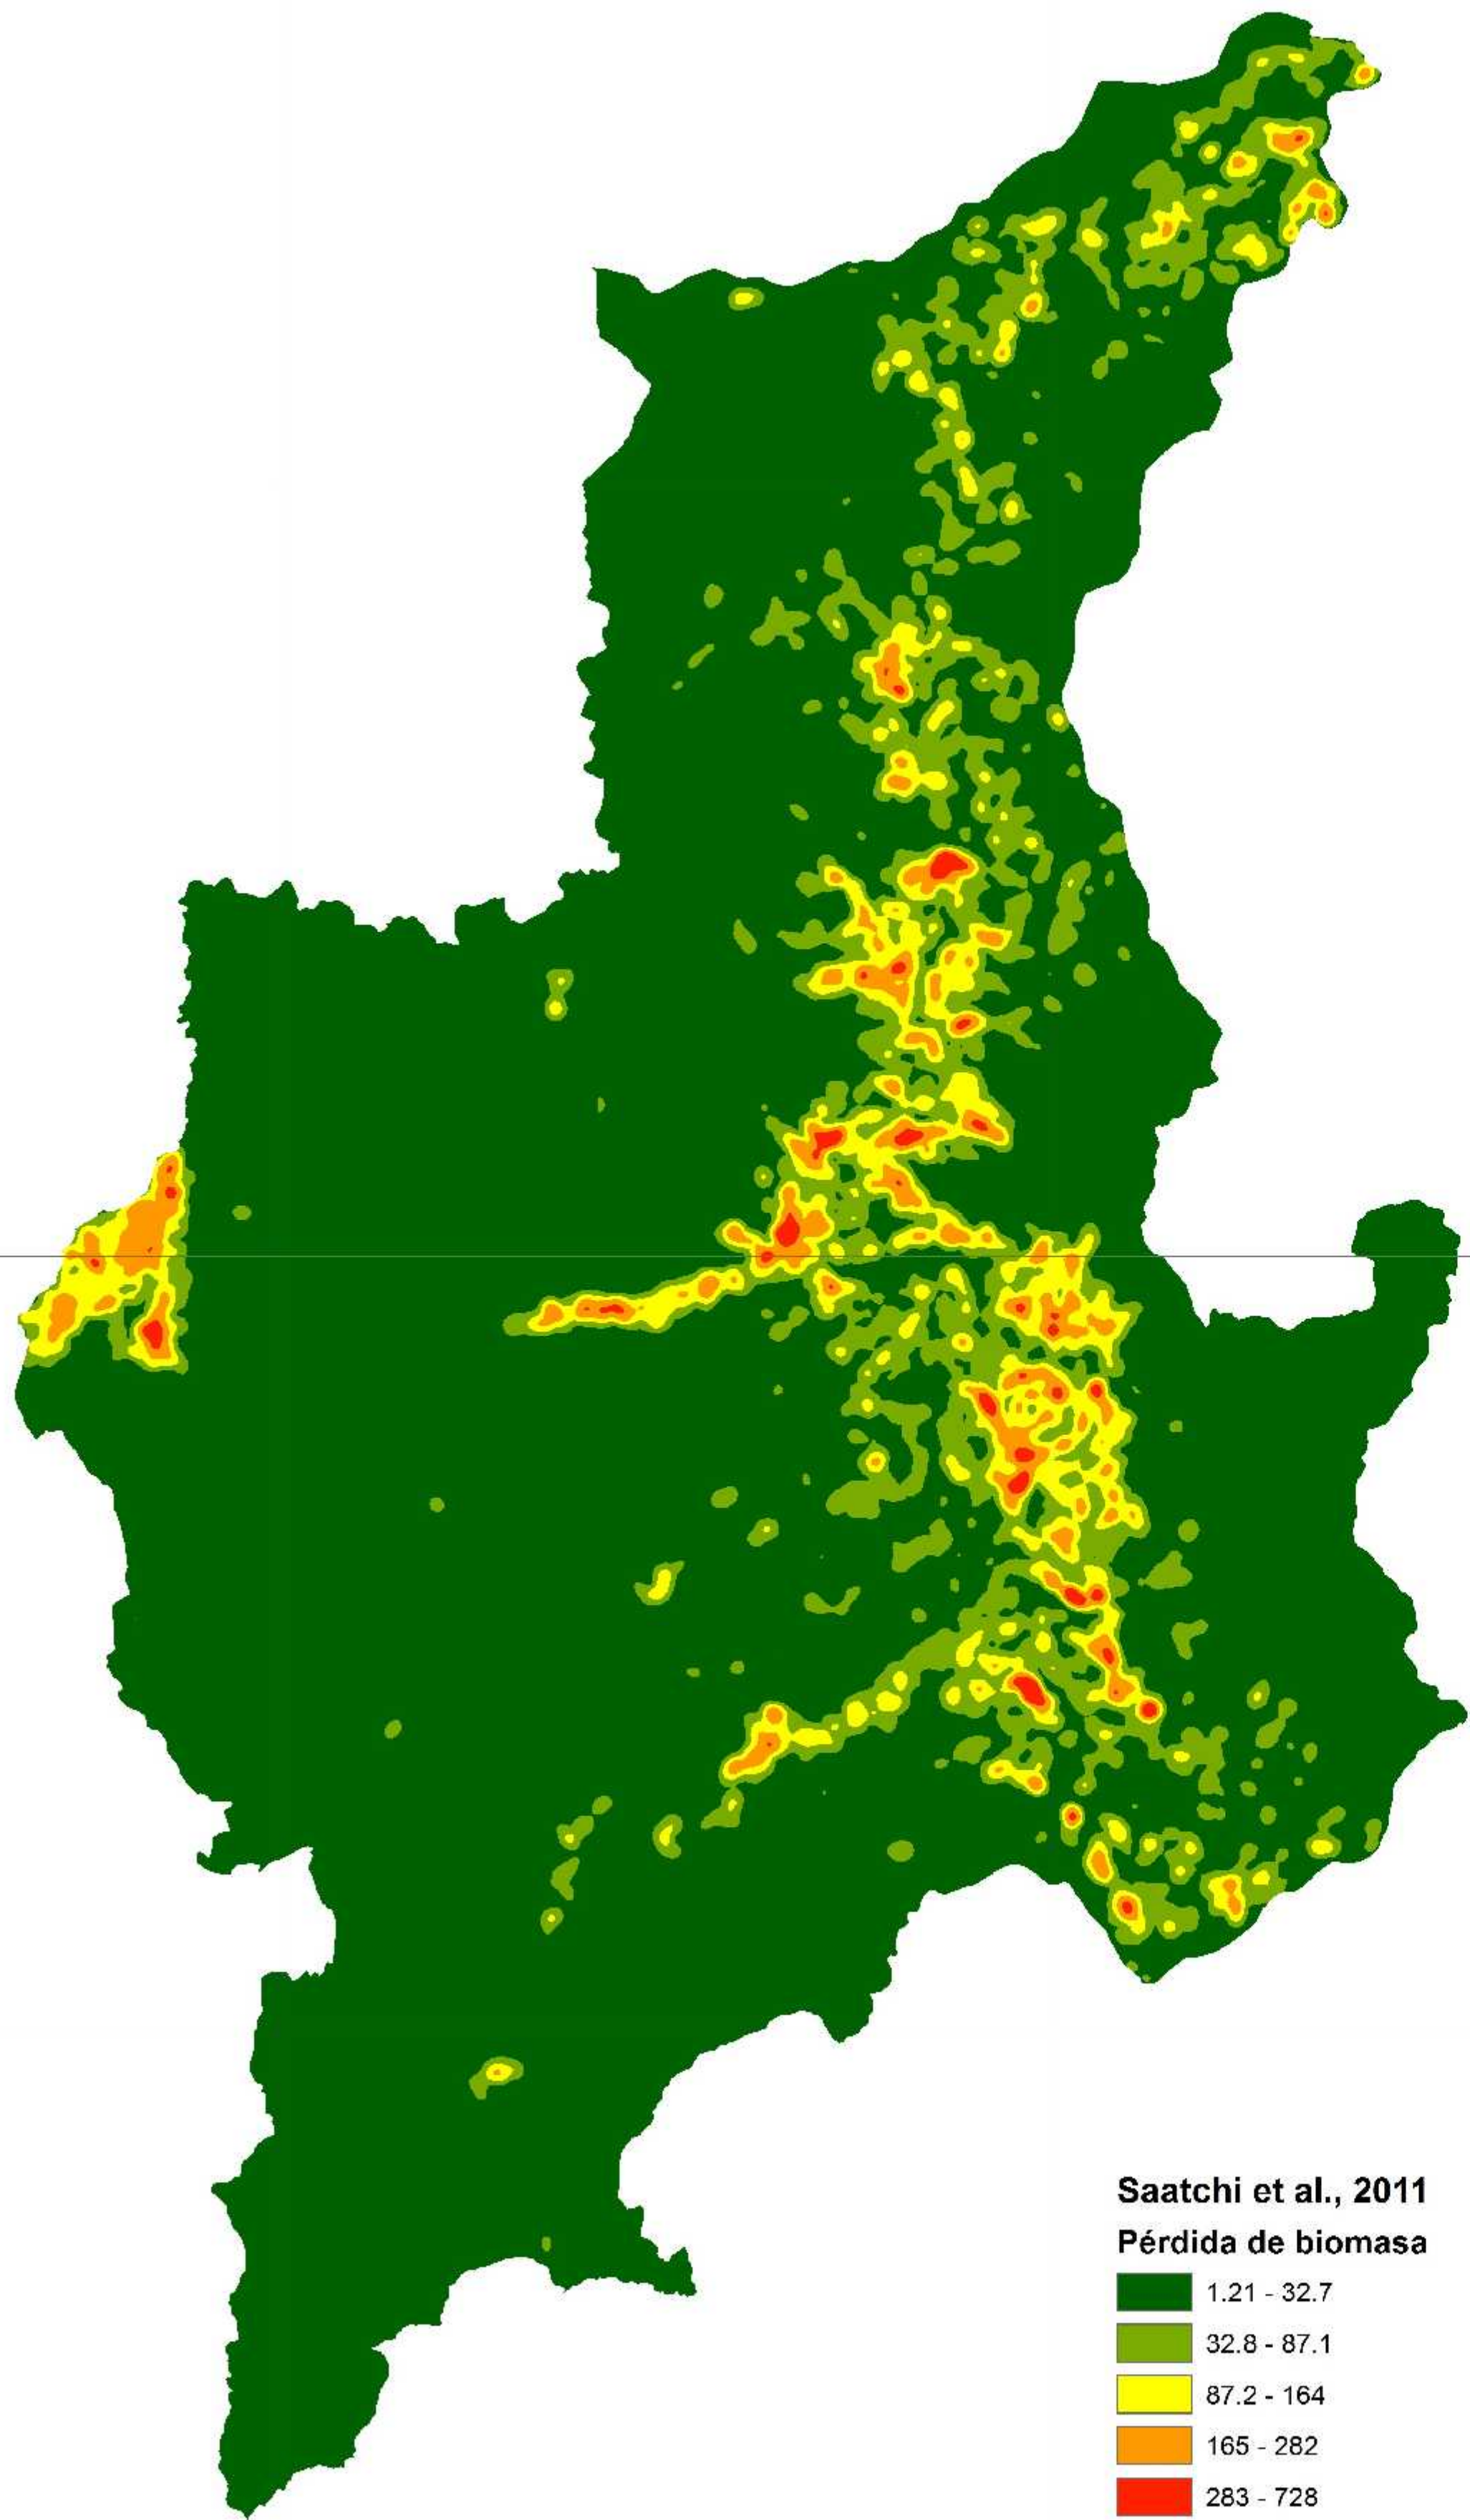 Saatchi et al., 2011
Pérdida de biomasa
1.21 - 32.7
32.8 - 87.1
87.2 - 164
165 - 282
283 - 728